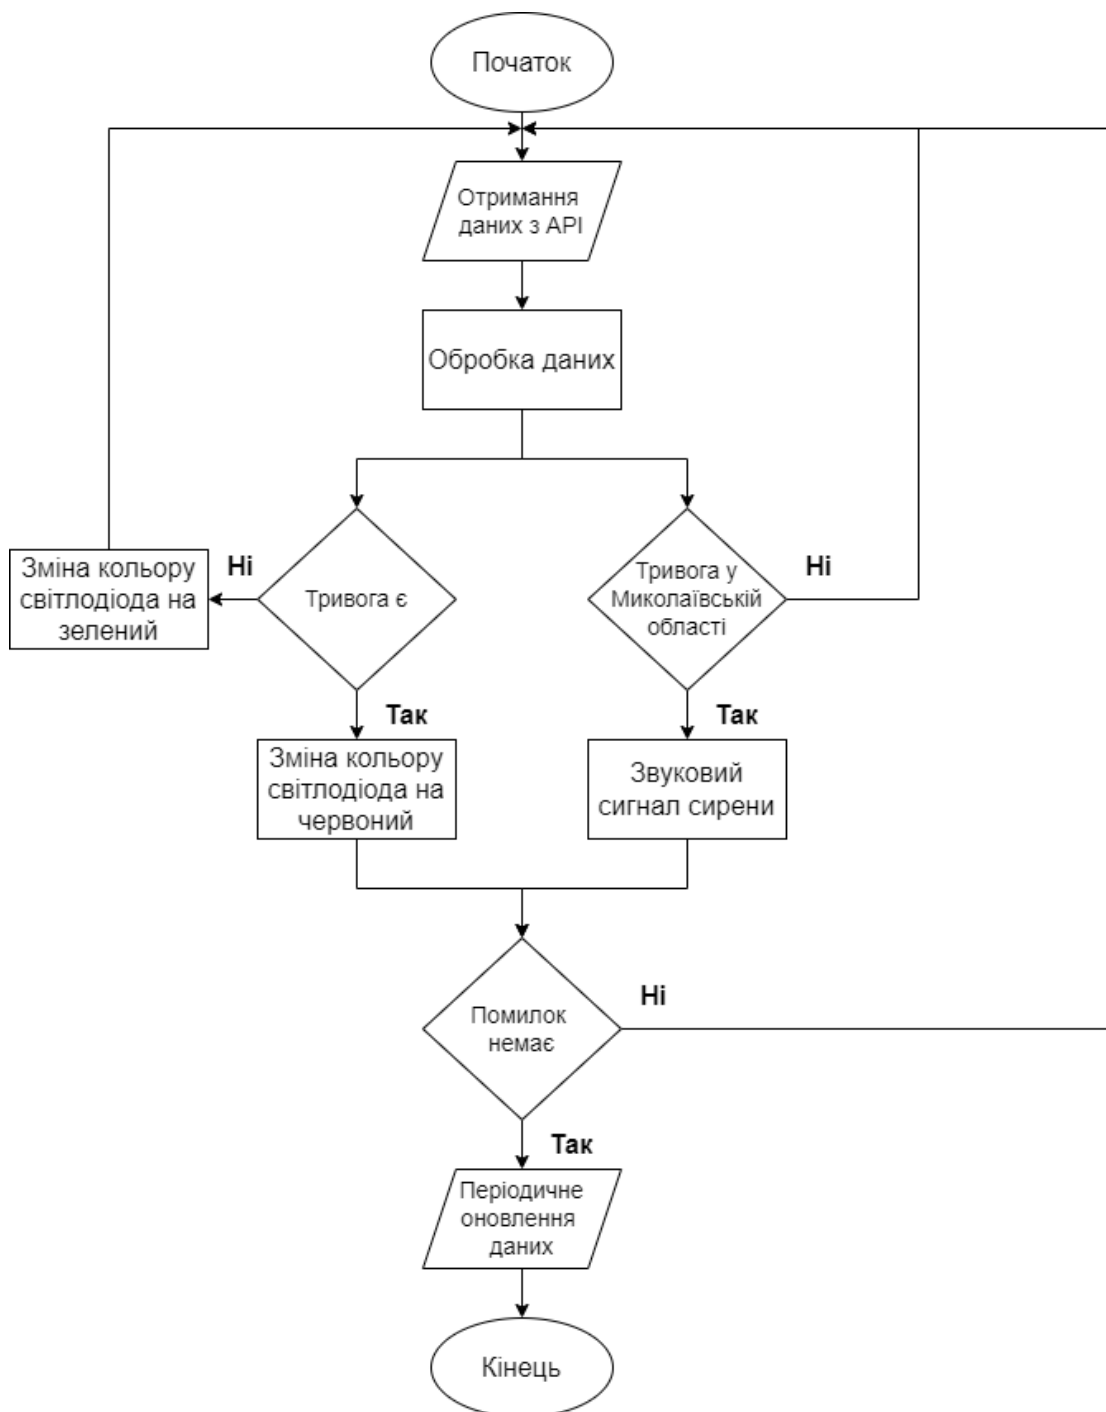 Початок
Отримання
даних з API
Обробка даних
Зміна кольору
світлодіода на
зелений
Ні
Тривога є
Тривога у
Миколаївській
області
Ні
Так
Так
Зміна кольору
світлодіода на
червоний
Звуковий
сигнал сирени
Помилок
немає
Ні
Так
Періодичне
оновлення
даних
Кінець